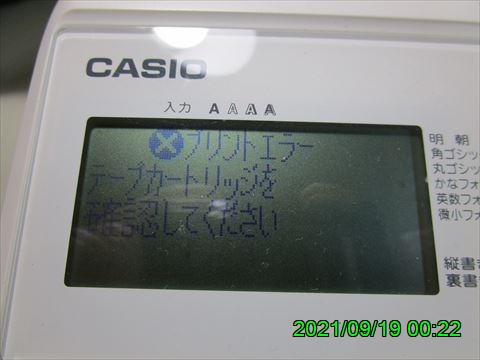 CASIO
入力 A A A A
プリントエラー
テープカートリッジを
確認してください
明朝
角ゴシッ
丸ゴシッ
かなフォ
英数フォ
微小フォ
縦書き
裏書き
2021/09/19 00:22